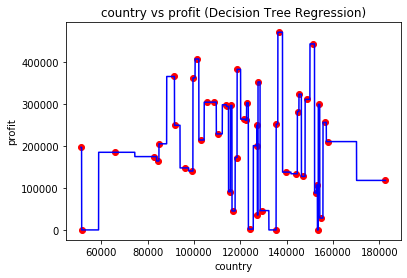 country vs profit (Decision Tree Regression)
profit
400000
300000
200000
100000
0
60000 80000 100000 120000 140000 160000 180000
country